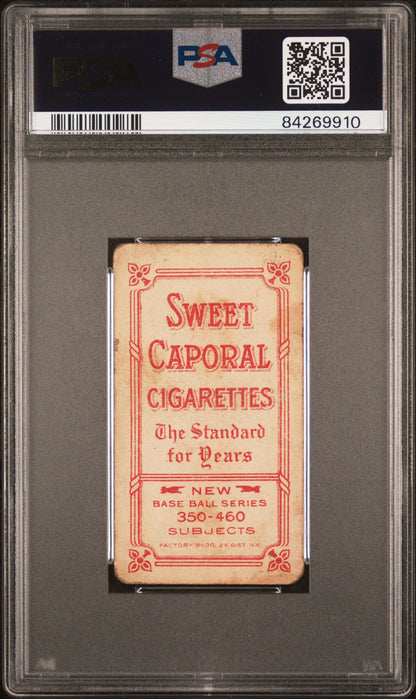 PSA
PSA
84269910
SWEET
CAPORAL
CIGARETTES
The Standard
for Years
NEW
BASE BALL SERIES
350-460
SUBJECTS
FACTORY No 30, 2d DIST. N.Y.